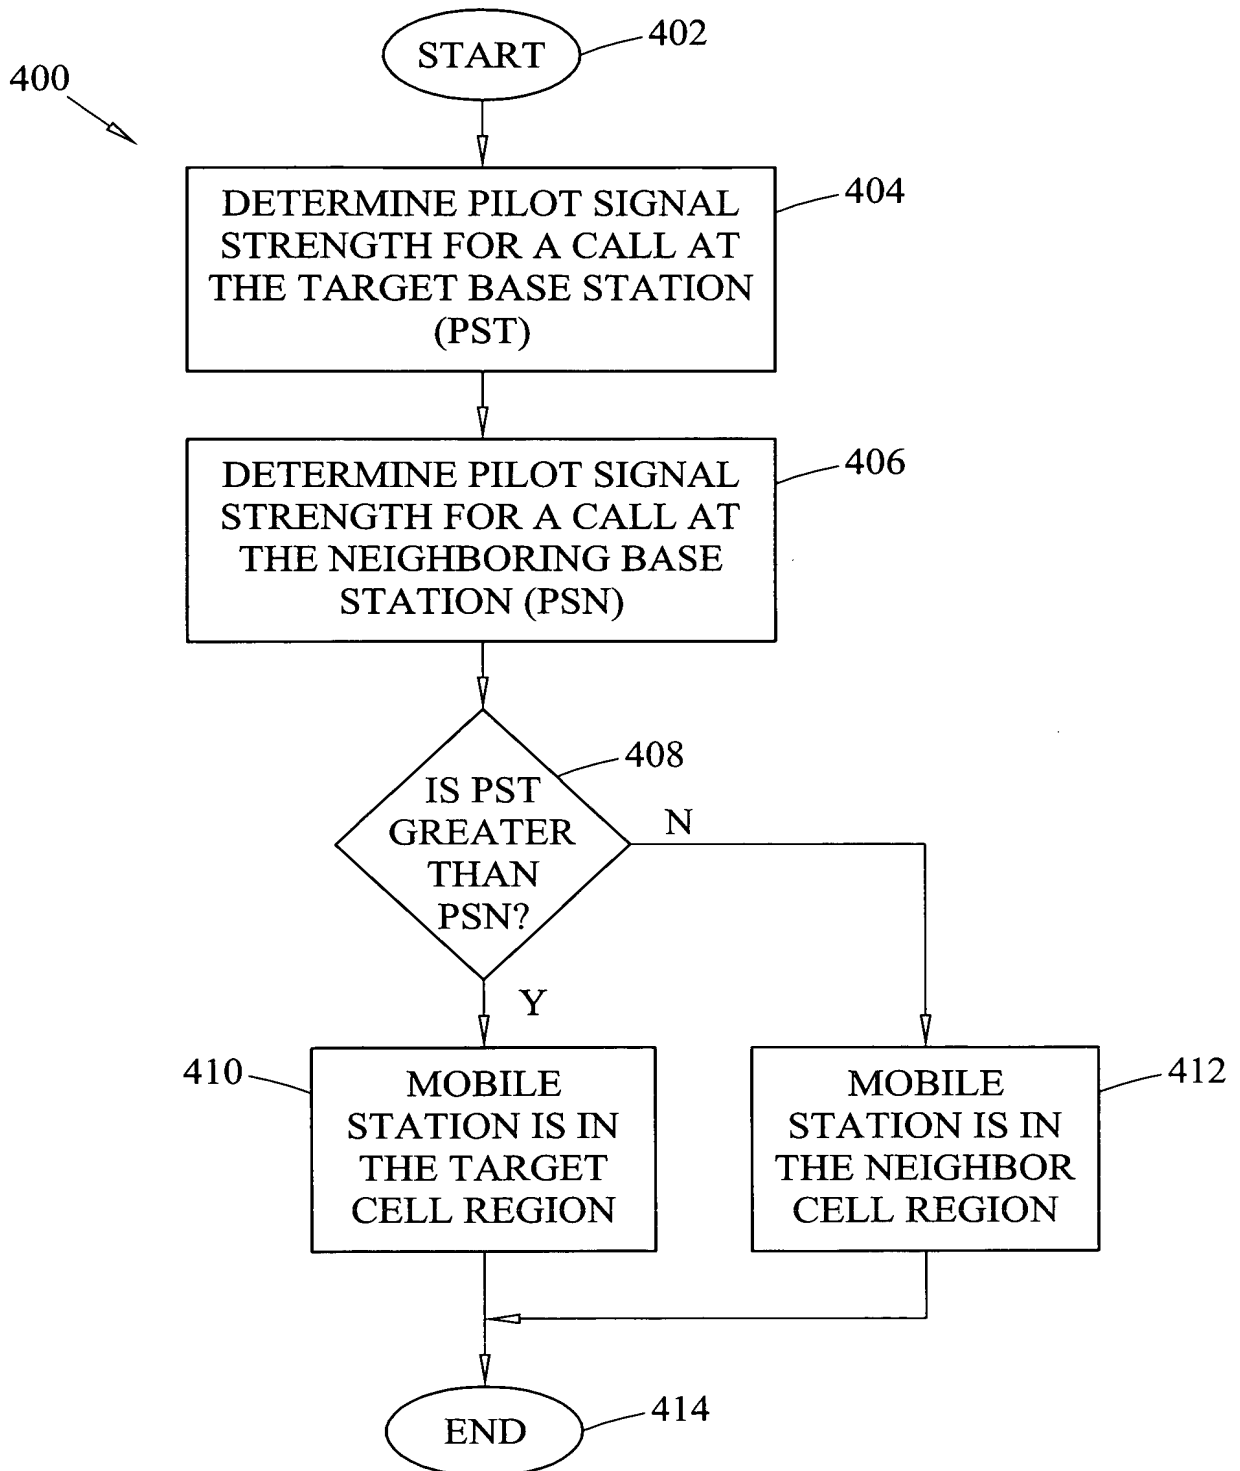 START
402
400
DETERMINE PILOT SIGNAL
STRENGTH FOR A CALL AT
THE TARGET BASE STATION
(PST)
404
DETERMINE PILOT SIGNAL
STRENGTH FOR A CALL AT
THE NEIGHBORING BASE
STATION (PSN)
406
IS PST
GREATER
THAN
PSN?
408
N
Y
410
MOBILE
STATION IS IN
THE TARGET
CELL REGION
MOBILE
STATION IS IN
THE NEIGHBOR
CELL REGION
412
END
414